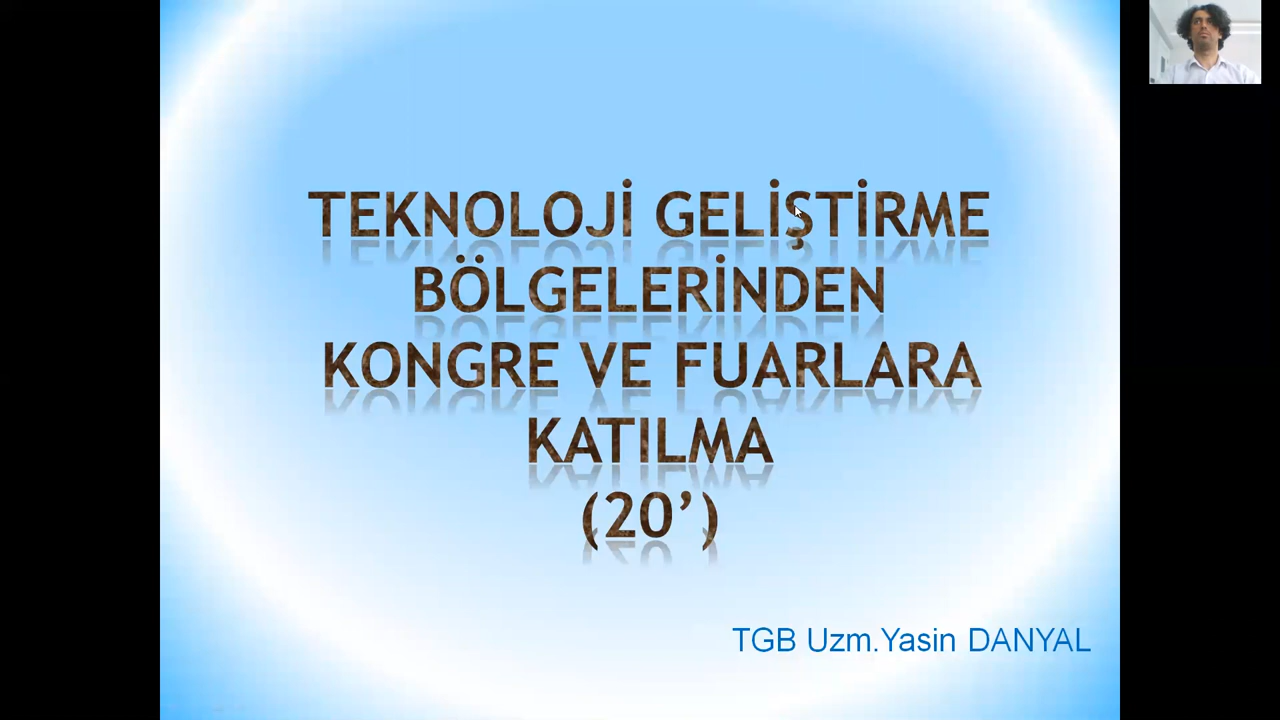 TEKNOLOJİ GELİŞTİRME
BÖLGELERİNDEN
KONGRE VE FUARLARA
KATILMA
(20’)
TGB Uzm.Yasin DANYAL